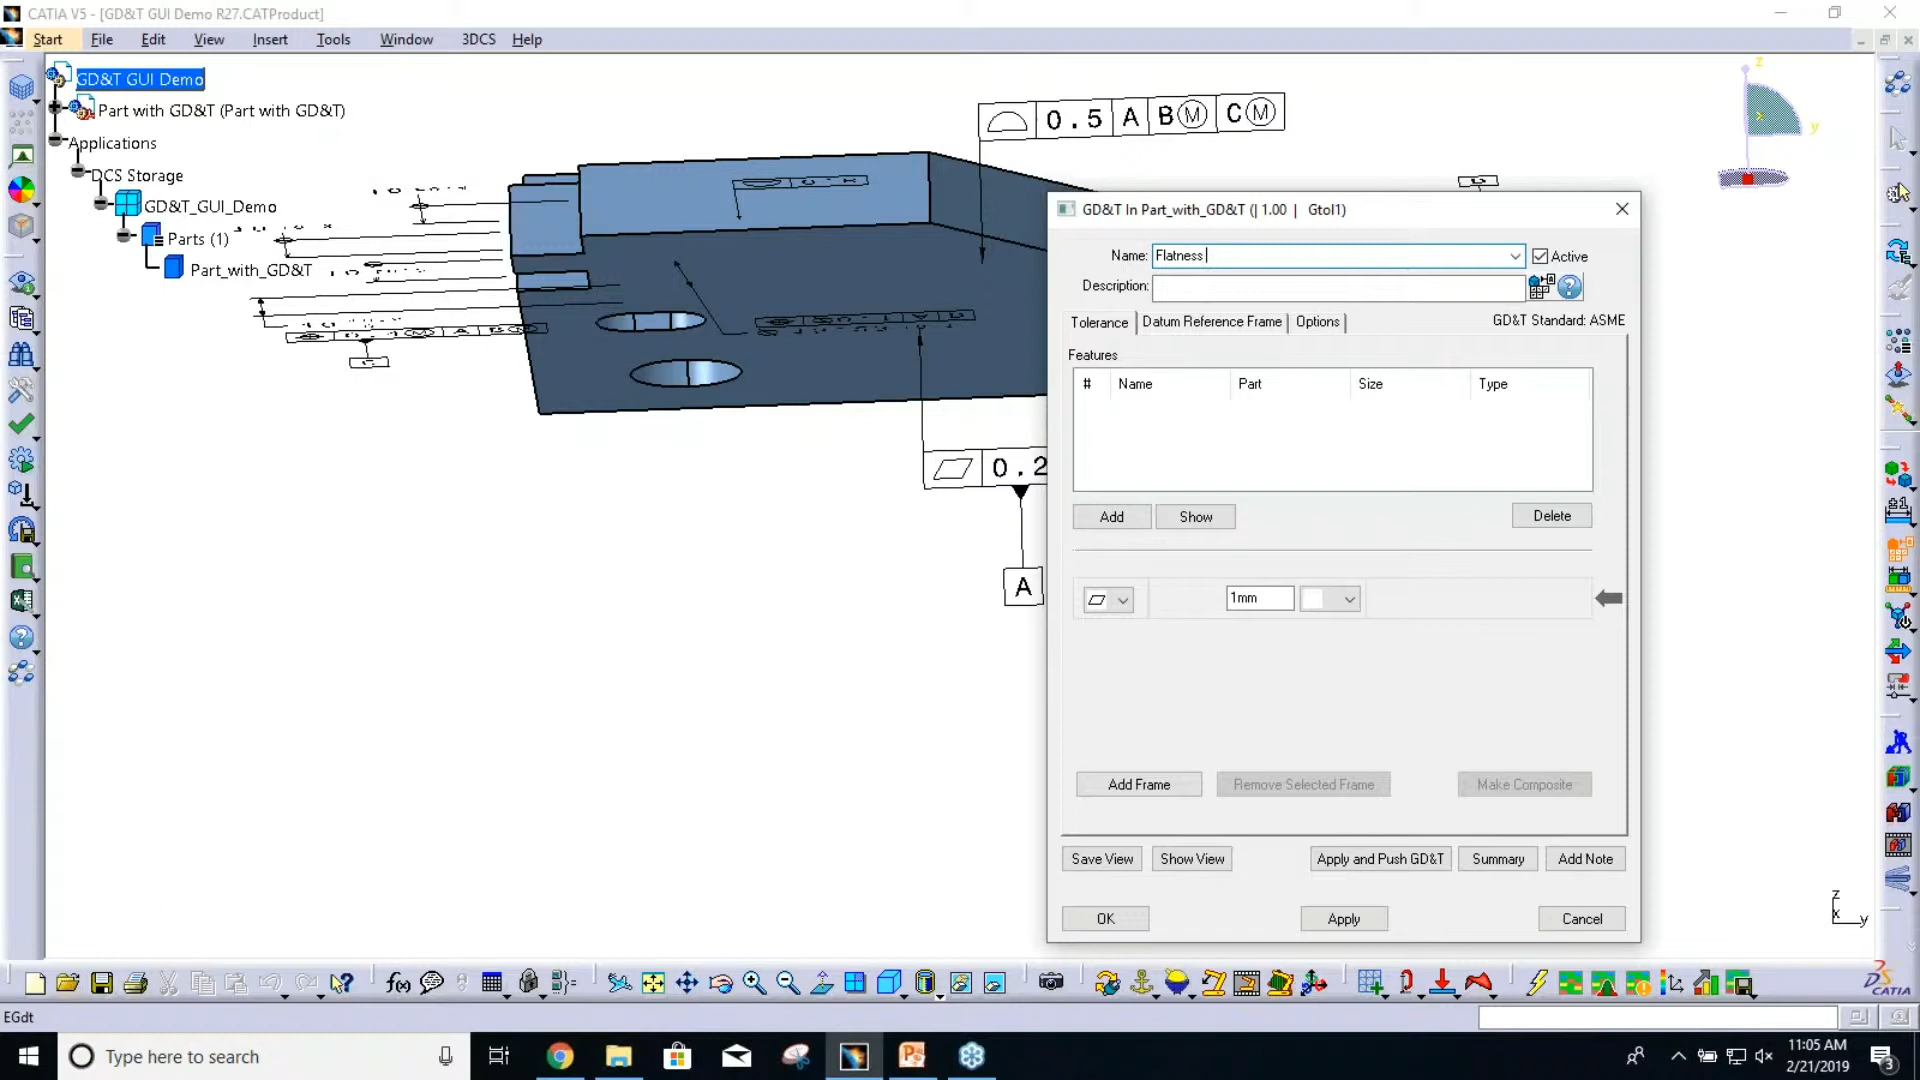 CATIA V5 - [GD&T GUI Demo R27.CATProduct]
Start File Edit View Insert Tools Window 3DCS Help
GD&T GUI Demo
Part with GD&T (Part with GD&T)
Applications
DCS Storage
GD&T_GUI_Demo
Parts (1)
Part_with_GD&T
0.5 A BⓂ CⓂ
0.2
A
z
x
y
GD&T In Part_with_GD&T (| 1.00 | Gtol1)
Name: Flatness
Active
Description:
Tolerance Datum Reference Frame Options
GD&T Standard: ASME
Features
# Name Part Size Type
Add Show Delete
1mm
Add Frame Remove Selected Frame Make Composite
Save View Show View Apply and Push GD&T Summary Add Note
OK Apply Cancel
z
x
y
f(x)
CATIA
EGdt
Type here to search
11:05 AM
2/21/2019
3